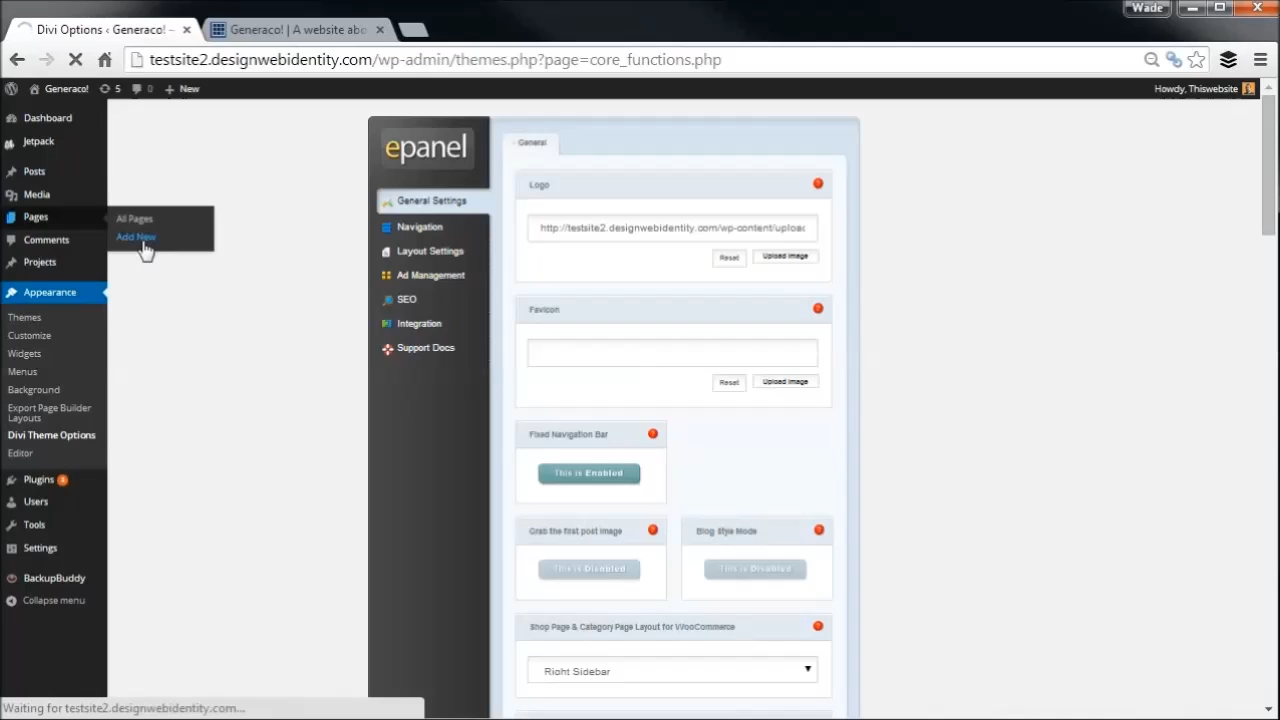 Wade
Divi Options ‹ Generaco! –
Generaco! | A website abo
testsite2.designwebidentity.com/wp-admin/themes.php?page=core_functions.php
Generaco!
5
0
New
Howdy, Thiswebsite
Dashboard
Jetpack
Posts
Media
Pages
All Pages
Add New
Comments
Projects
Appearance
Themes
Customize
Widgets
Menus
Background
Export Page Builder
Layouts
Divi Theme Options
Editor
Plugins 1
Users
Tools
Settings
BackupBuddy
Collapse menu
epanel
General Settings
Navigation
Layout Settings
Ad Management
SEO
Integration
Support Docs
General
Logo
http://testsite2.designwebidentity.com/wp-content/upload
Reset
Upload Image
Favicon
Reset
Upload Image
Fixed Navigation Bar
This is Enabled
Grab the first post image
This is Disabled
Blog Style Mode
This is Disabled
Shop Page & Category Page Layout for WooCommerce
Right Sidebar
Waiting for testsite2.designwebidentity.com...